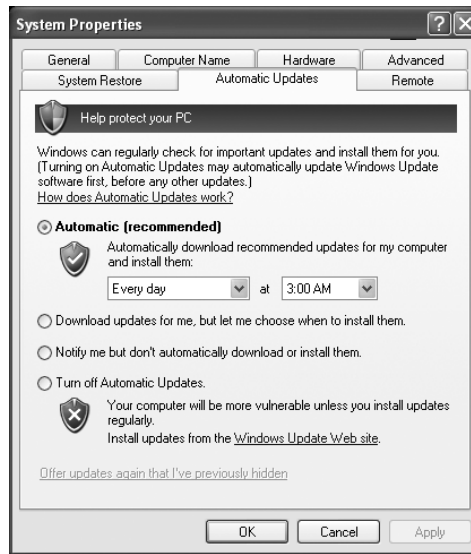 System Properties
General Computer Name Hardware Advanced
System Restore Automatic Updates Remote
Help protect your PC
Windows can regularly check for important updates and install them for you.
(Turning on Automatic Updates may automatically update Windows Update
software first, before any other updates.)
How does Automatic Updates work?
Automatic (recommended)
Automatically download recommended updates for my computer
and install them:
Every day at 3:00 AM
Download updates for me, but let me choose when to install them.
Notify me but don't automatically download or install them.
Turn off Automatic Updates.
Your computer will be more vulnerable unless you install updates
regularly.
Install updates from the Windows Update Web site.
Offer updates again that I've previously hidden
OK Cancel Apply